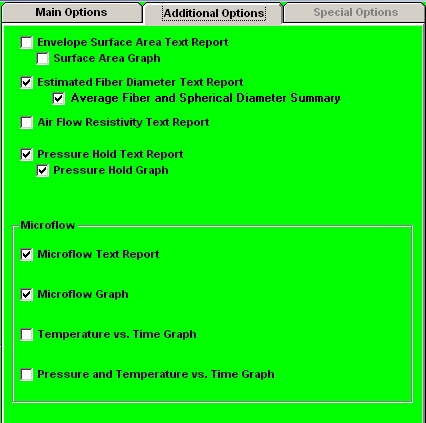 Main Options Additional Options Special Options
Envelope Surface Area Text Report
Surface Area Graph
Estimated Fiber Diameter Text Report
Average Fiber and Spherical Diameter Summary
Air Flow Resistivity Text Report
Pressure Hold Text Report
Pressure Hold Graph
Microflow
Microflow Text Report
Microflow Graph
Temperature vs. Time Graph
Pressure and Temperature vs. Time Graph